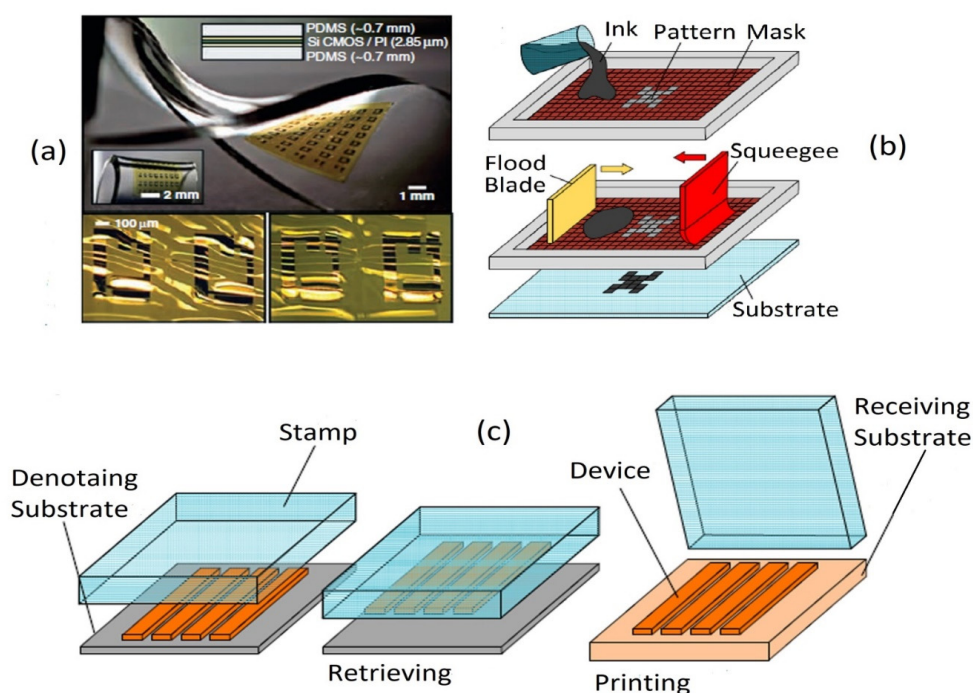 PDMS (~0.7 mm)
Si CMOS / PI (2.85 μm)
PDMS (~0.7 mm)
(a)
1 mm
2 mm
100 μm
Ink
Pattern
Mask
(b)
Flood
Blade
Squeegee
Substrate
(c)
Stamp
Denotaing
Substrate
Retrieving
Device
Receiving
Substrate
Printing